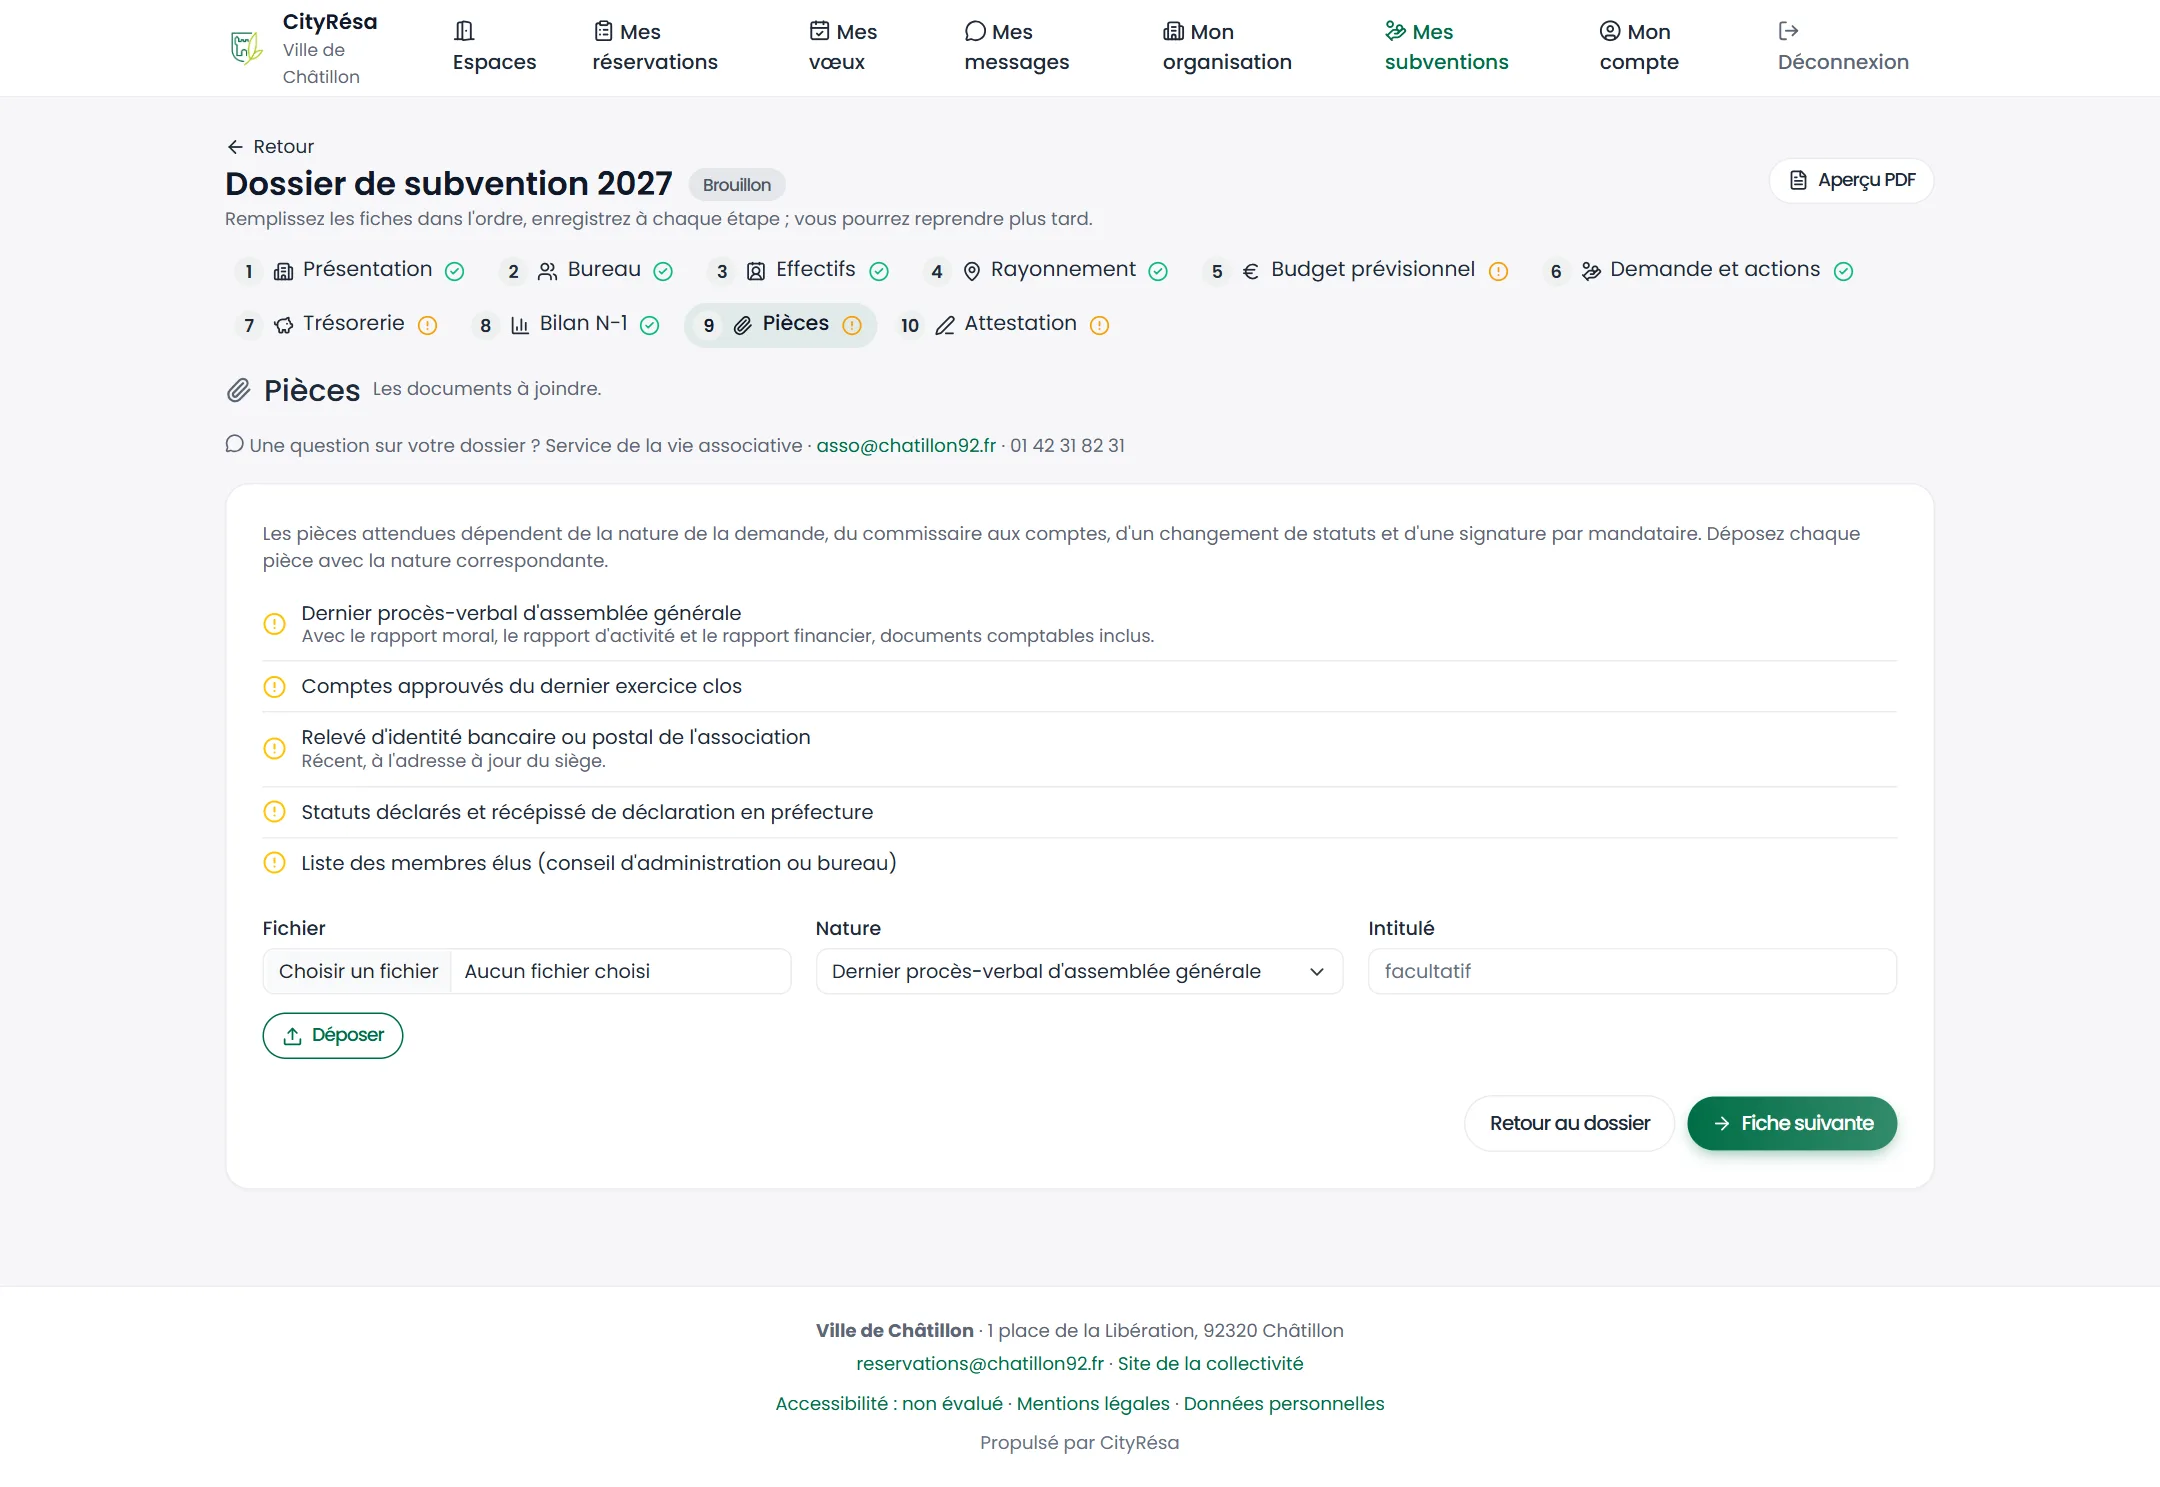 CityRésa
Ville de
Châtillon
Espaces
Mes
réservations
Mes
vœux
Mes
messages
Mon
organisation
Mes
subventions
Mon
compte
Déconnexion
Retour
Dossier de subvention 2027 Brouillon
Aperçu PDF
Remplissez les fiches dans l'ordre, enregistrez à chaque étape ; vous pourrez reprendre plus tard.
1 Présentation 2 Bureau 3 Effectifs 4 Rayonnement 5 Budget prévisionnel 6 Demande et actions
7 Trésorerie 8 Bilan N-1 9 Pièces 10 Attestation
Pièces Les documents à joindre.
Une question sur votre dossier ? Service de la vie associative · asso@chatillon92.fr · 01 42 31 82 31
Les pièces attendues dépendent de la nature de la demande, du commissaire aux comptes, d'un changement de statuts et d'une signature par mandataire. Déposez chaque
pièce avec la nature correspondante.
Dernier procès-verbal d'assemblée générale
Avec le rapport moral, le rapport d'activité et le rapport financier, documents comptables inclus.
Comptes approuvés du dernier exercice clos
Relevé d'identité bancaire ou postal de l'association
Récent, à l'adresse à jour du siège.
Statuts déclarés et récépissé de déclaration en préfecture
Liste des membres élus (conseil d'administration ou bureau)
Fichier Nature Intitulé
Choisir un fichier Aucun fichier choisi Dernier procès-verbal d'assemblée générale facultatif
Déposer
Retour au dossier Fiche suivante
Ville de Châtillon · 1 place de la Libération, 92320 Châtillon
reservations@chatillon92.fr · Site de la collectivité
Accessibilité : non évalué · Mentions légales · Données personnelles
Propulsé par CityRésa